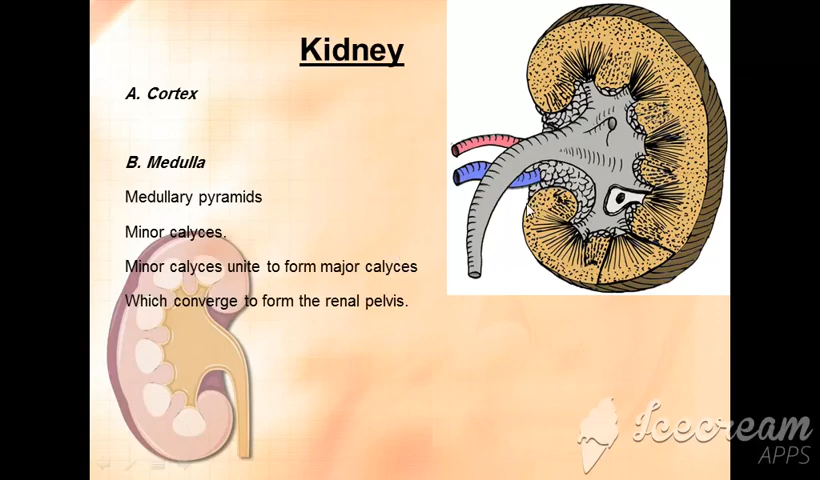 Kidney
A. Cortex
B. Medulla
Medullary pyramids
Minor calyces.
Minor calyces unite to form major calyces
Which converge to form the renal pelvis.
Icecream
APPS